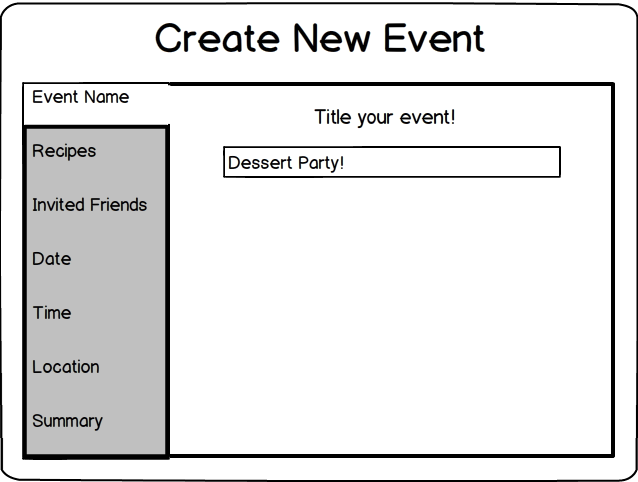 Create New Event
Event Name
Title your event!
Recipes
Dessert Party!
Invited Friends
Date
Time
Location
Summary